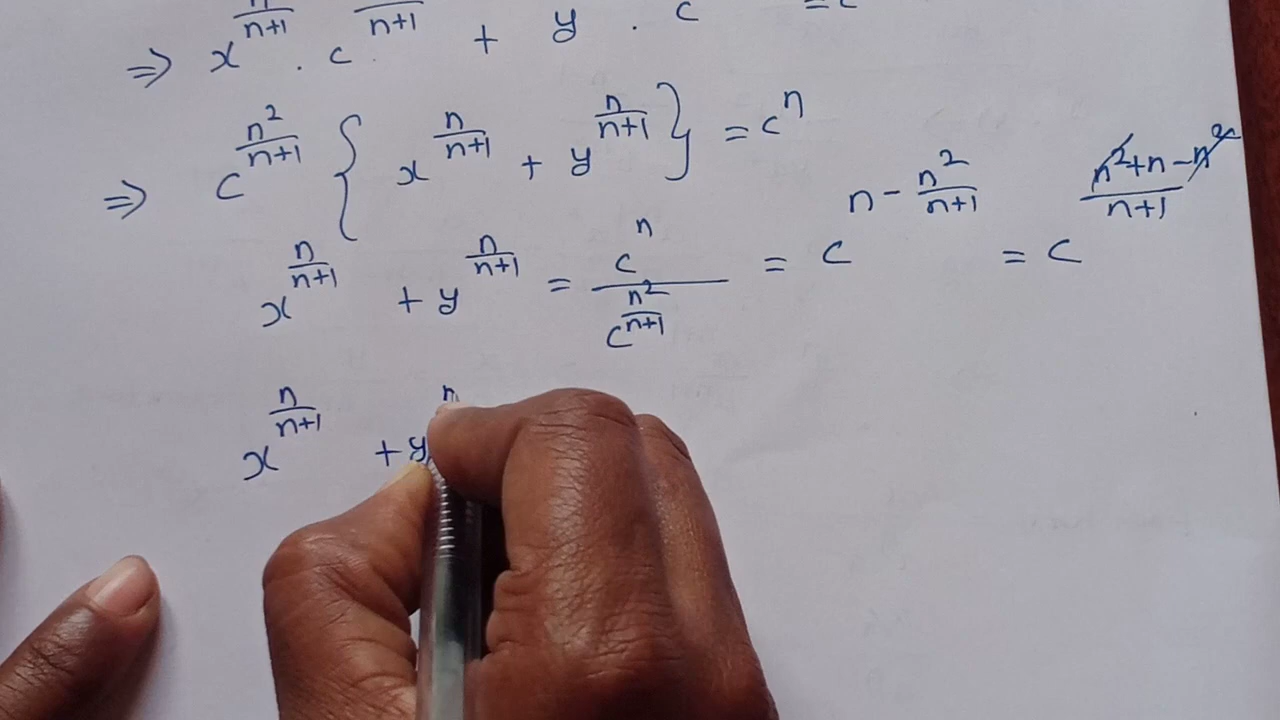 ⇒ x^(n/(n+1)) . c^(/(n+1)) + y . c = c
⇒ c^(n²/(n+1)) { x^(n/(n+1)) + y^(n/(n+1)) } = c^n
x^(n/(n+1)) + y^(n/(n+1)) = c^n / c^(n²/(n+1)) = c^(n - n²/(n+1)) = c^((n²+n-n²)/(n+1))
x^(n/(n+1)) + y^n